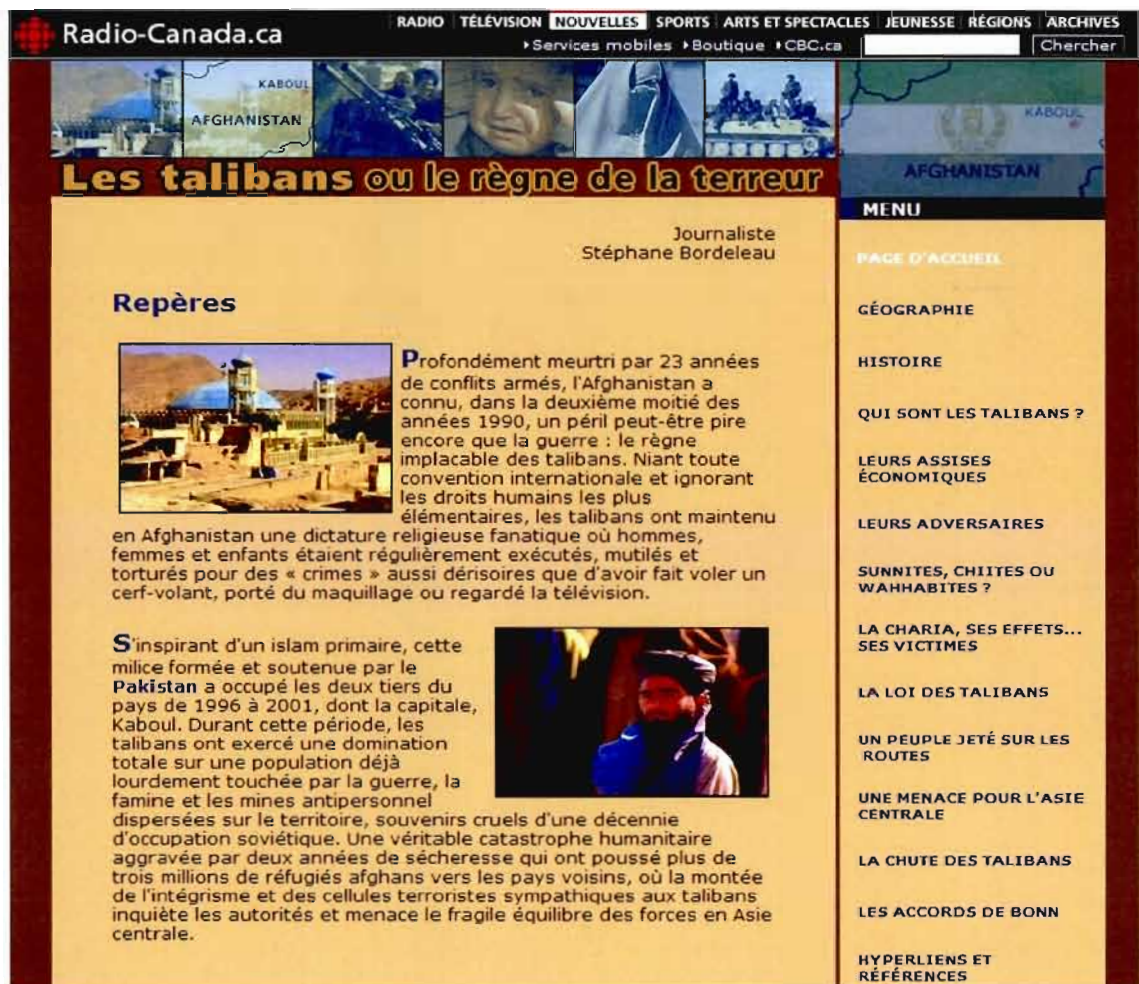 Radio-Canada.ca
RADIO TÉLÉVISION NOUVELLES SPORTS ARTS ET SPECTACLES JEUNESSE RÉGIONS ARCHIVES
Services mobiles Boutique CBC.ca Chercher
KABOUL
AFGHANISTAN
KABOUL
AFGHANISTAN
Les talibans ou le règne de la terreur
Journaliste
Stéphane Bordeleau
Repères
Profondément meurtri par 23 années
de conflits armés, l'Afghanistan a
connu, dans la deuxième moitié des
années 1990, un péril peut-être pire
encore que la guerre : le règne
implacable des talibans. Niant toute
convention internationale et ignorant
les droits humains les plus
élémentaires, les talibans ont maintenu
en Afghanistan une dictature religieuse fanatique où hommes,
femmes et enfants étaient régulièrement exécutés, mutilés et
torturés pour des « crimes » aussi dérisoires que d'avoir fait voler un
cerf-volant, porté du maquillage ou regardé la télévision.
S'inspirant d'un islam primaire, cette
milice formée et soutenue par le
Pakistan a occupé les deux tiers du
pays de 1996 à 2001, dont la capitale,
Kaboul. Durant cette période, les
talibans ont exercé une domination
totale sur une population déjà
lourdement touchée par la guerre, la
famine et les mines antipersonnel
dispersées sur le territoire, souvenirs cruels d'une décennie
d'occupation soviétique. Une véritable catastrophe humanitaire
aggravée par deux années de sécheresse qui ont poussé plus de
trois millions de réfugiés afghans vers les pays voisins, où la montée
de l'intégrisme et des cellules terroristes sympathiques aux talibans
inquiète les autorités et menace le fragile équilibre des forces en Asie
centrale.
MENU
PAGE D'ACCUEIL
GÉOGRAPHIE
HISTOIRE
QUI SONT LES TALIBANS ?
LEURS ASSISES
ÉCONOMIQUES
LEURS ADVERSAIRES
SUNNITES, CHIITES OU
WAHHABITES ?
LA CHARIA, SES EFFETS...
SES VICTIMES
LA LOI DES TALIBANS
UN PEUPLE JETÉ SUR LES
ROUTES
UNE MENACE POUR L'ASIE
CENTRALE
LA CHUTE DES TALIBANS
LES ACCORDS DE BONN
HYPERLIENS ET
RÉFÉRENCES